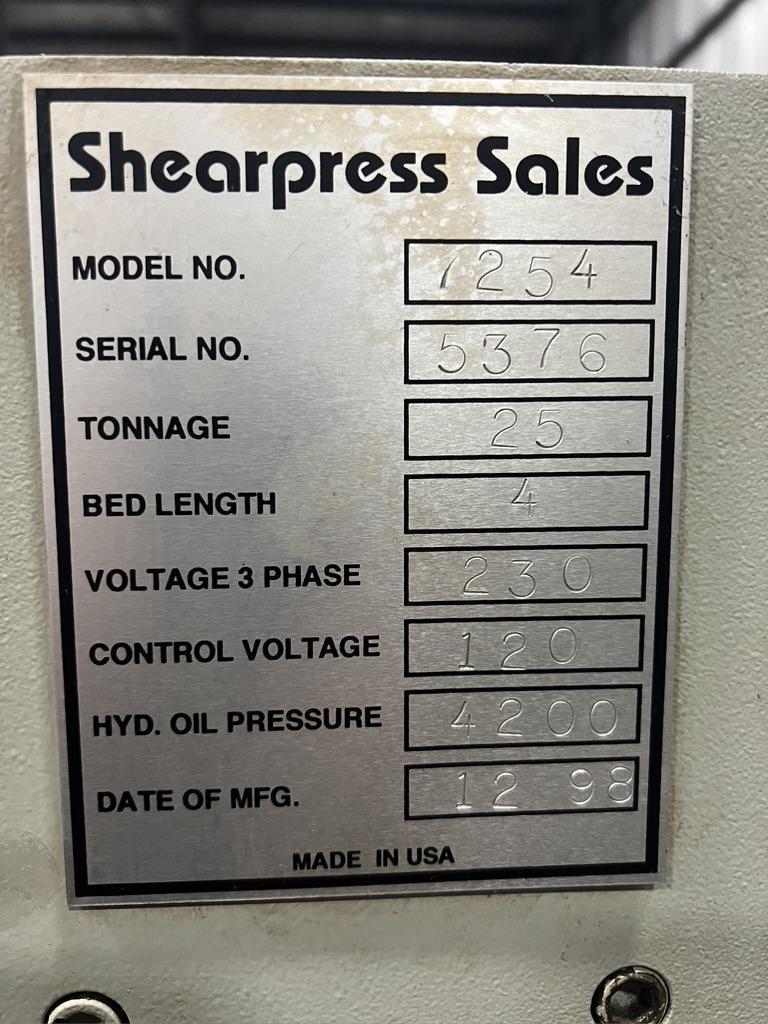 Shearpress Sales
MODEL NO. 7254
SERIAL NO. 5376
TONNAGE 25
BED LENGTH 4
VOLTAGE 3 PHASE 230
CONTROL VOLTAGE 120
HYD. OIL PRESSURE 4200
DATE OF MFG. 12 98
MADE IN USA